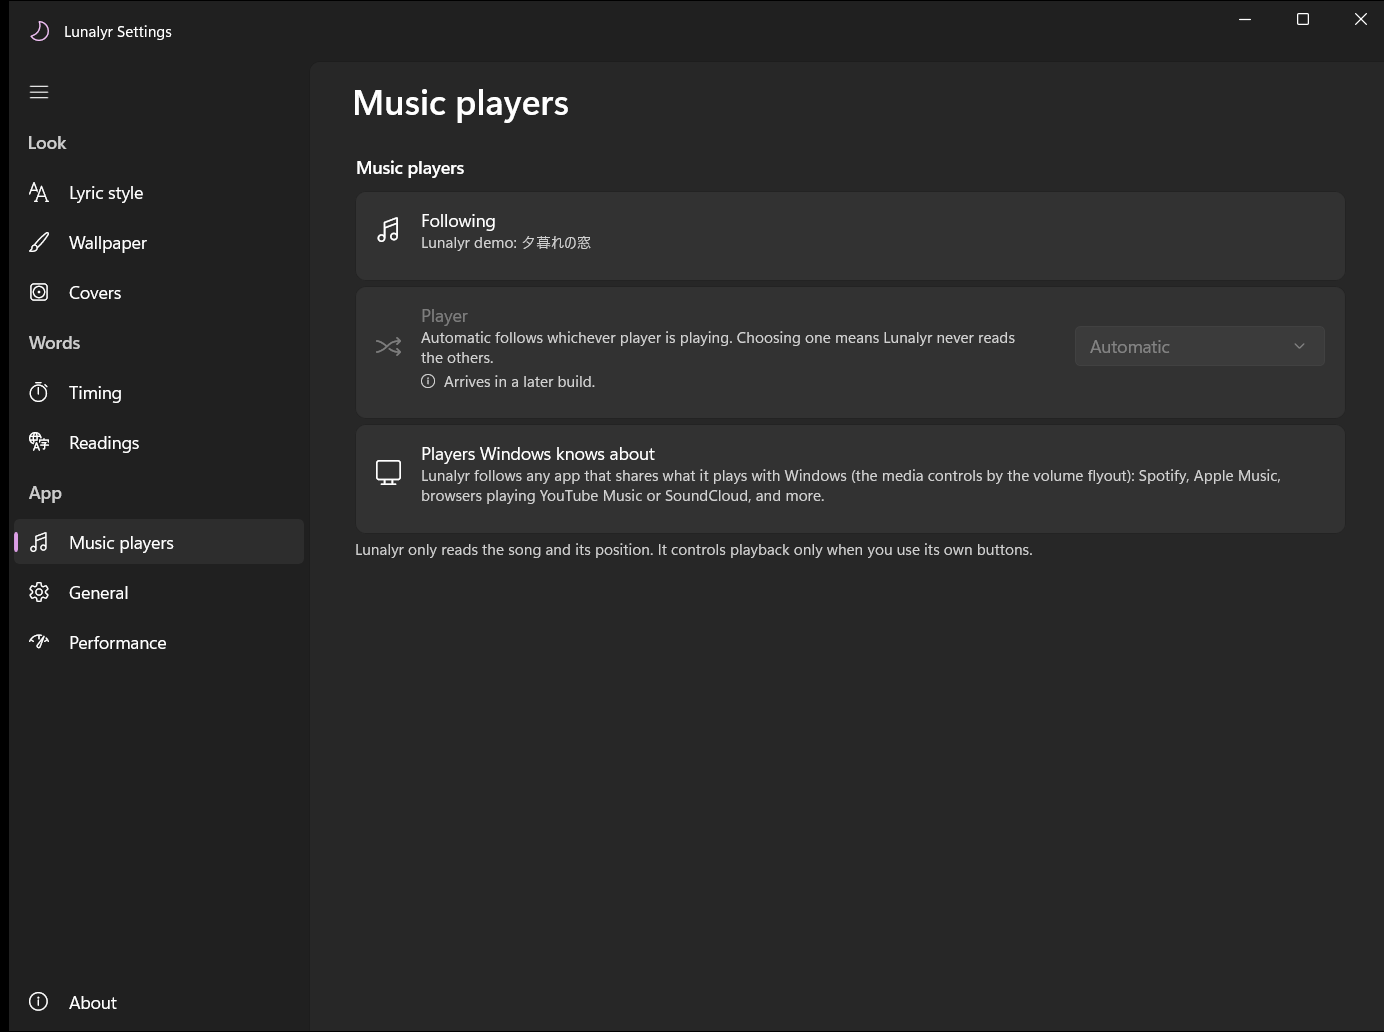 Lunalyr Settings
Look
Lyric style
Wallpaper
Covers
Words
Timing
Readings
App
Music players
General
Performance
About
Music players
Music players
Following
Lunalyr demo: 夕暮れの窓
Player
Automatic follows whichever player is playing. Choosing one means Lunalyr never reads
the others.
Arrives in a later build.
Automatic
Players Windows knows about
Lunalyr follows any app that shares what it plays with Windows (the media controls by the volume flyout): Spotify, Apple Music,
browsers playing YouTube Music or SoundCloud, and more.
Lunalyr only reads the song and its position. It controls playback only when you use its own buttons.